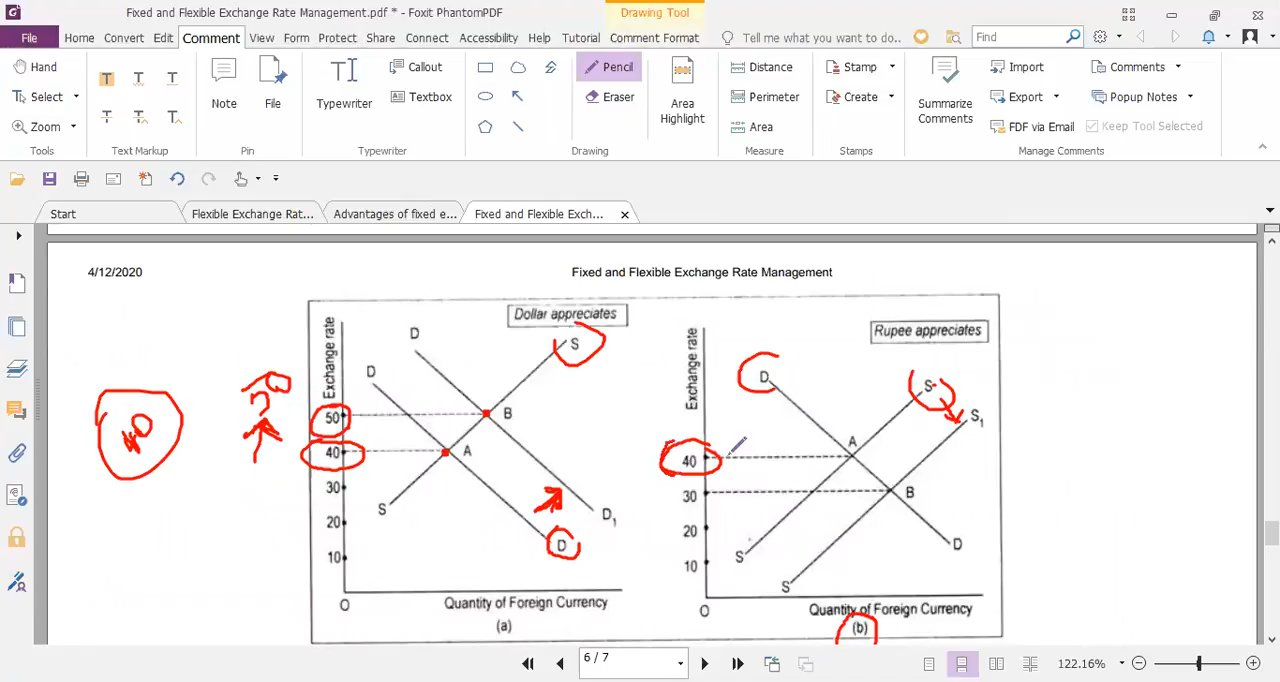 Fixed and Flexible Exchange Rate Management.pdf * - Foxit PhantomPDF
Drawing Tool
File Home Convert Edit Comment View Form Protect Share Connect Accessibility Help Tutorial Comment Format Tell me what you want to do.. Find
Hand
Select
Zoom
Tools
T T T
T T T
Text Markup
Note
File
Pin
Typewriter
Callout
Textbox
Typewriter
Pencil
Eraser
Drawing
Area
Highlight
Distance
Perimeter
Area
Measure
Stamp
Create
Stamps
Summarize
Comments
Import
Export
FDF via Email
Comments
Popup Notes
Keep Tool Selected
Manage Comments
Start
Flexible Exchange Rat...
Advantages of fixed e...
Fixed and Flexible Exch...
4/12/2020
Fixed and Flexible Exchange Rate Management
40
Dollar appreciates
Exchange rate
D
D
S
50
B
40
A
30
S
D1
20
D
10
O
Quantity of Foreign Currency
(a)
Rupee appreciates
Exchange rate
D
S
S1
A
40
30
B
20
S
D
10
S
O
Quantity of Foreign Currency
(b)
6 / 7
122.16%